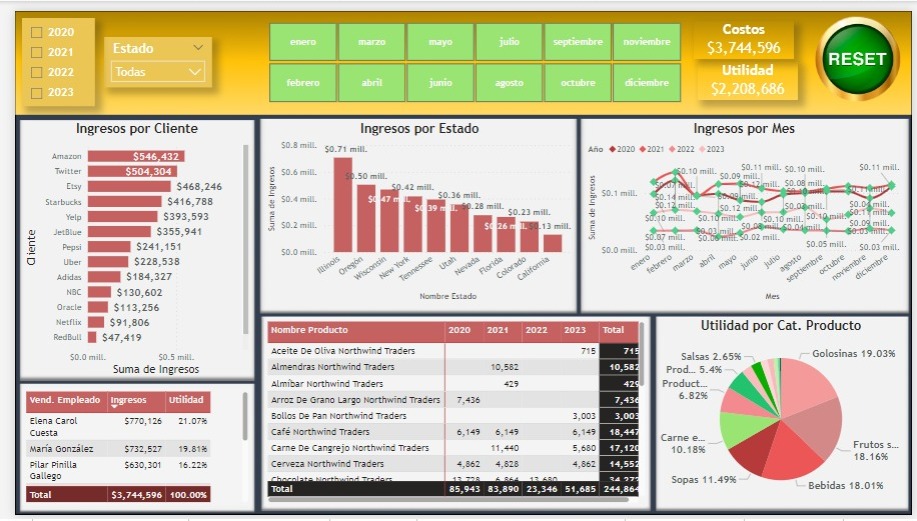 2020
2021
2022
2023
Estado
Todas
enero marzo mayo julio septiembre noviembre
febrero abril junio agosto octubre diciembre
Costos
$3,744,596
Utilidad
$2,208,686
RESET
Ingresos por Cliente
Cliente
Amazon $546,432
Twitter $504,304
Etsy $468,246
Starbucks $416,788
Yelp $393,593
JetBlue $355,941
Pepsi $241,151
Uber $228,538
Adidas $184,327
NBC $130,602
Oracle $113,256
Netflix $91,806
RedBull $47,419
$0.0 mill. $0.5 mill.
Suma de Ingresos
Ingresos por Estado
Suma de Ingresos
$0.8 mill.
$0.6 mill.
$0.4 mill.
$0.2 mill.
$0.0 mill.
$0.71 mill.
$0.50 mill.
$0.47 mill.
$0.42 mill.
$0.39 mill.
$0.36 mill.
$0.28 mill.
$0.26 mill.
$0.23 mill.
$0.13 mill.
Illinois Oregón Wisconsin New York Tennessee Utah Nevada Florida Colorado California
Nombre Estado
Ingresos por Mes
Año 2020 2021 2022 2023
Suma de Ingresos
$0.1 mill.
$0.0 mill.
$0.10 mill.
$0.09 mill.
$0.11 mill.
$0.10 mill.
$0.11 mill.
$0.08 mill.
$0.14 mill.
$0.12 mill.
$0.12 mill.
$0.10 mill.
$0.10 mill.
$0.03 mill.
$0.02 mill.
$0.05 mill.
$0.03 mill.
enero febrero marzo abril mayo junio julio agosto septiembre octubre noviembre diciembre
Mes
Vend. Empleado Ingresos Utilidad
Elena Carol $770,126 21.07%
Cuesta
María González $732,527 19.81%
Pilar Pinilla $630,301 16.22%
Gallego
Total $3,744,596 100.00%
Nombre Producto 2020 2021 2022 2023 Total
Aceite De Oliva Northwind Traders 715 715
Almendras Northwind Traders 10,582 10,582
Almíbar Northwind Traders 429 429
Arroz De Grano Largo Northwind Traders 7,436 7,436
Bollos De Pan Northwind Traders 3,003 3,003
Café Northwind Traders 6,149 6,149 6,149 18,447
Carne De Cangrejo Northwind Traders 11,440 5,680 17,120
Cerveza Northwind Traders 4,862 4,828 4,862 14,552
Chocolate Northwind Traders 13,728 6,864 13,680 34,272
Total 85,943 83,890 23,346 51,685 244,864
Utilidad por Cat. Producto
Golosinas 19.03%
Frutos s...
18.16%
Bebidas 18.01%
Sopas 11.49%
Carne e...
10.18%
Product...
6.82%
Prod... 5.4%
Salsas 2.65%